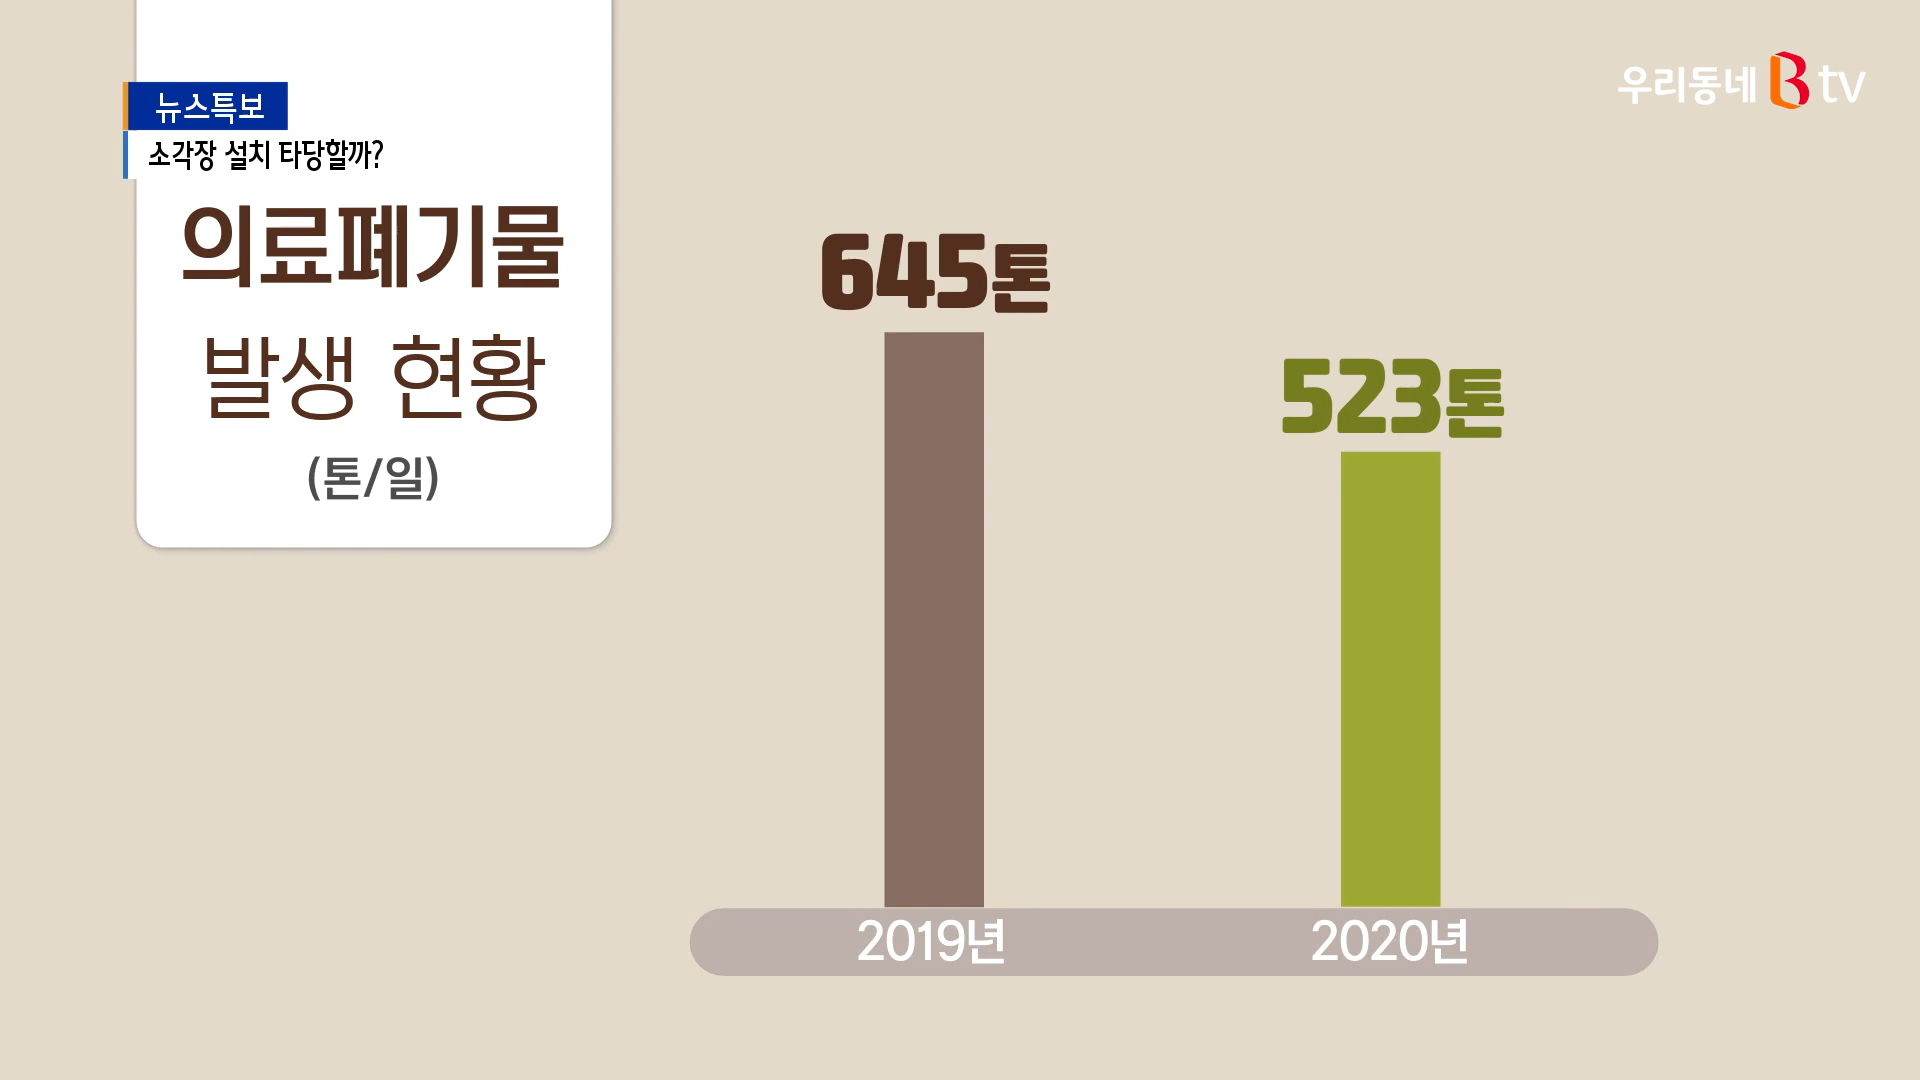 우리동네 B tv
뉴스특보
소각장 설치 타당할까?
의료폐기물
발생 현황
(톤/일)
645톤
523톤
2019년
2020년